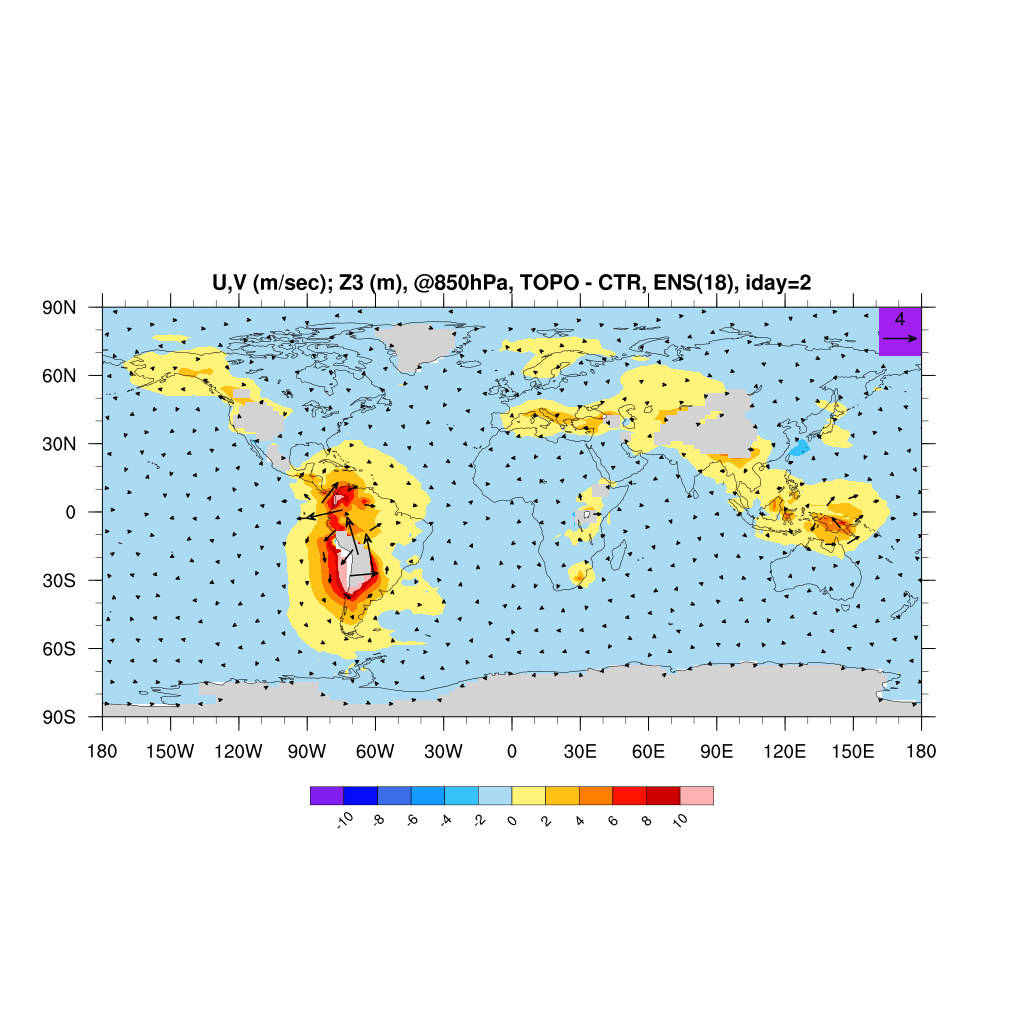 U,V (m/sec); Z3 (m), @850hPa, TOPO - CTR, ENS(18), iday=2
4
90N
60N
30N
0
30S
60S
90S
180 150W 120W 90W 60W 30W 0 30E 60E 90E 120E 150E 180
-10 -8 -6 -4 -2 0 2 4 6 8 10